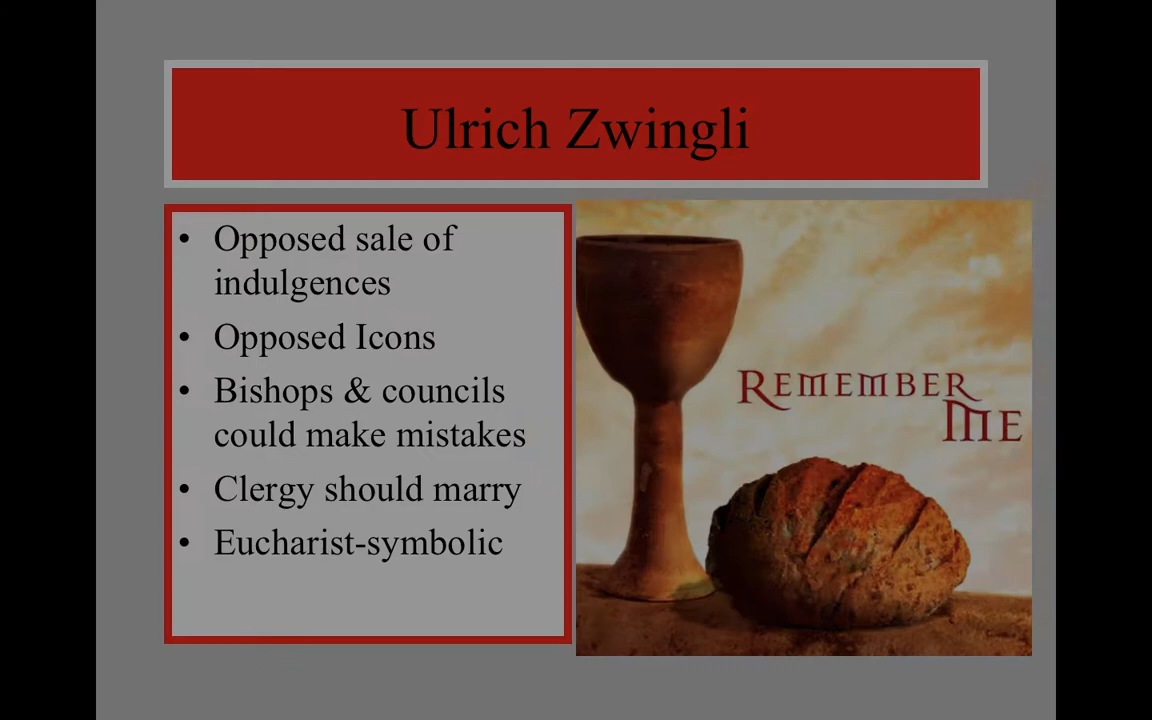 Ulrich Zwingli
• Opposed sale of
indulgences
• Opposed Icons
• Bishops & councils
could make mistakes
• Clergy should marry
• Eucharist-symbolic
REMEMBER
ME